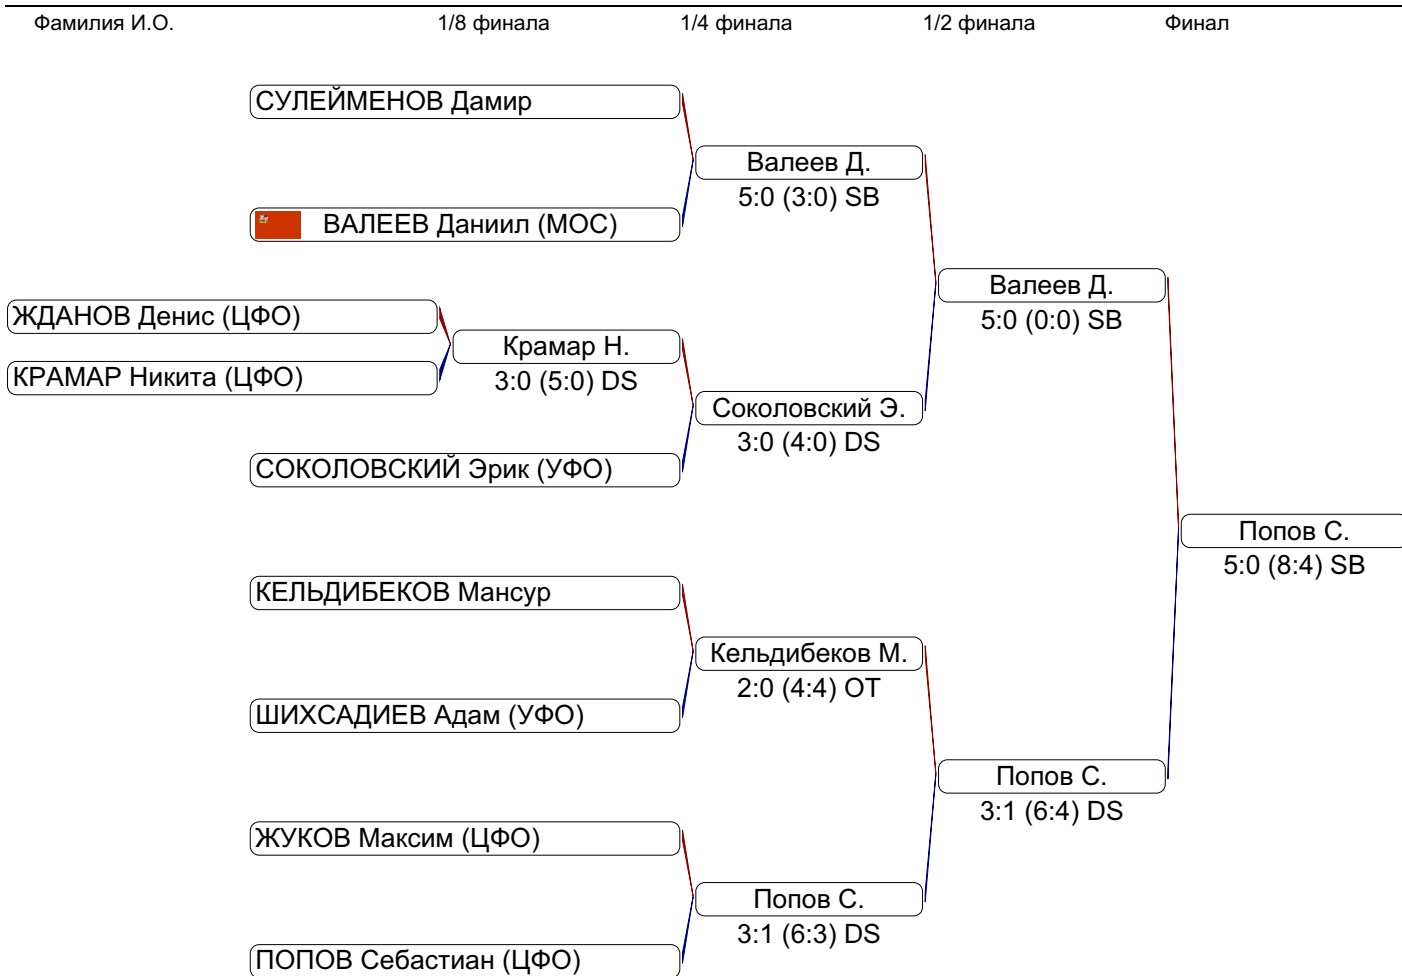 Фамилия И.О. 1/8 финала 1/4 финала 1/2 финала Финал
СУЛЕЙМЕНОВ Дамир
Валеев Д.
5:0 (3:0) SB
ВАЛЕЕВ Даниил (МОС)
Валеев Д.
5:0 (0:0) SB
ЖДАНОВ Денис (ЦФО)
Крамар Н.
3:0 (5:0) DS
КРАМАР Никита (ЦФО)
Соколовский Э.
3:0 (4:0) DS
СОКОЛОВСКИЙ Эрик (УФО)
Попов С.
5:0 (8:4) SB
КЕЛЬДИБЕКОВ Мансур
Кельдибеков М.
2:0 (4:4) OT
ШИХСАДИЕВ Адам (УФО)
Попов С.
3:1 (6:4) DS
ЖУКОВ Максим (ЦФО)
Попов С.
3:1 (6:3) DS
ПОПОВ Себастиан (ЦФО)